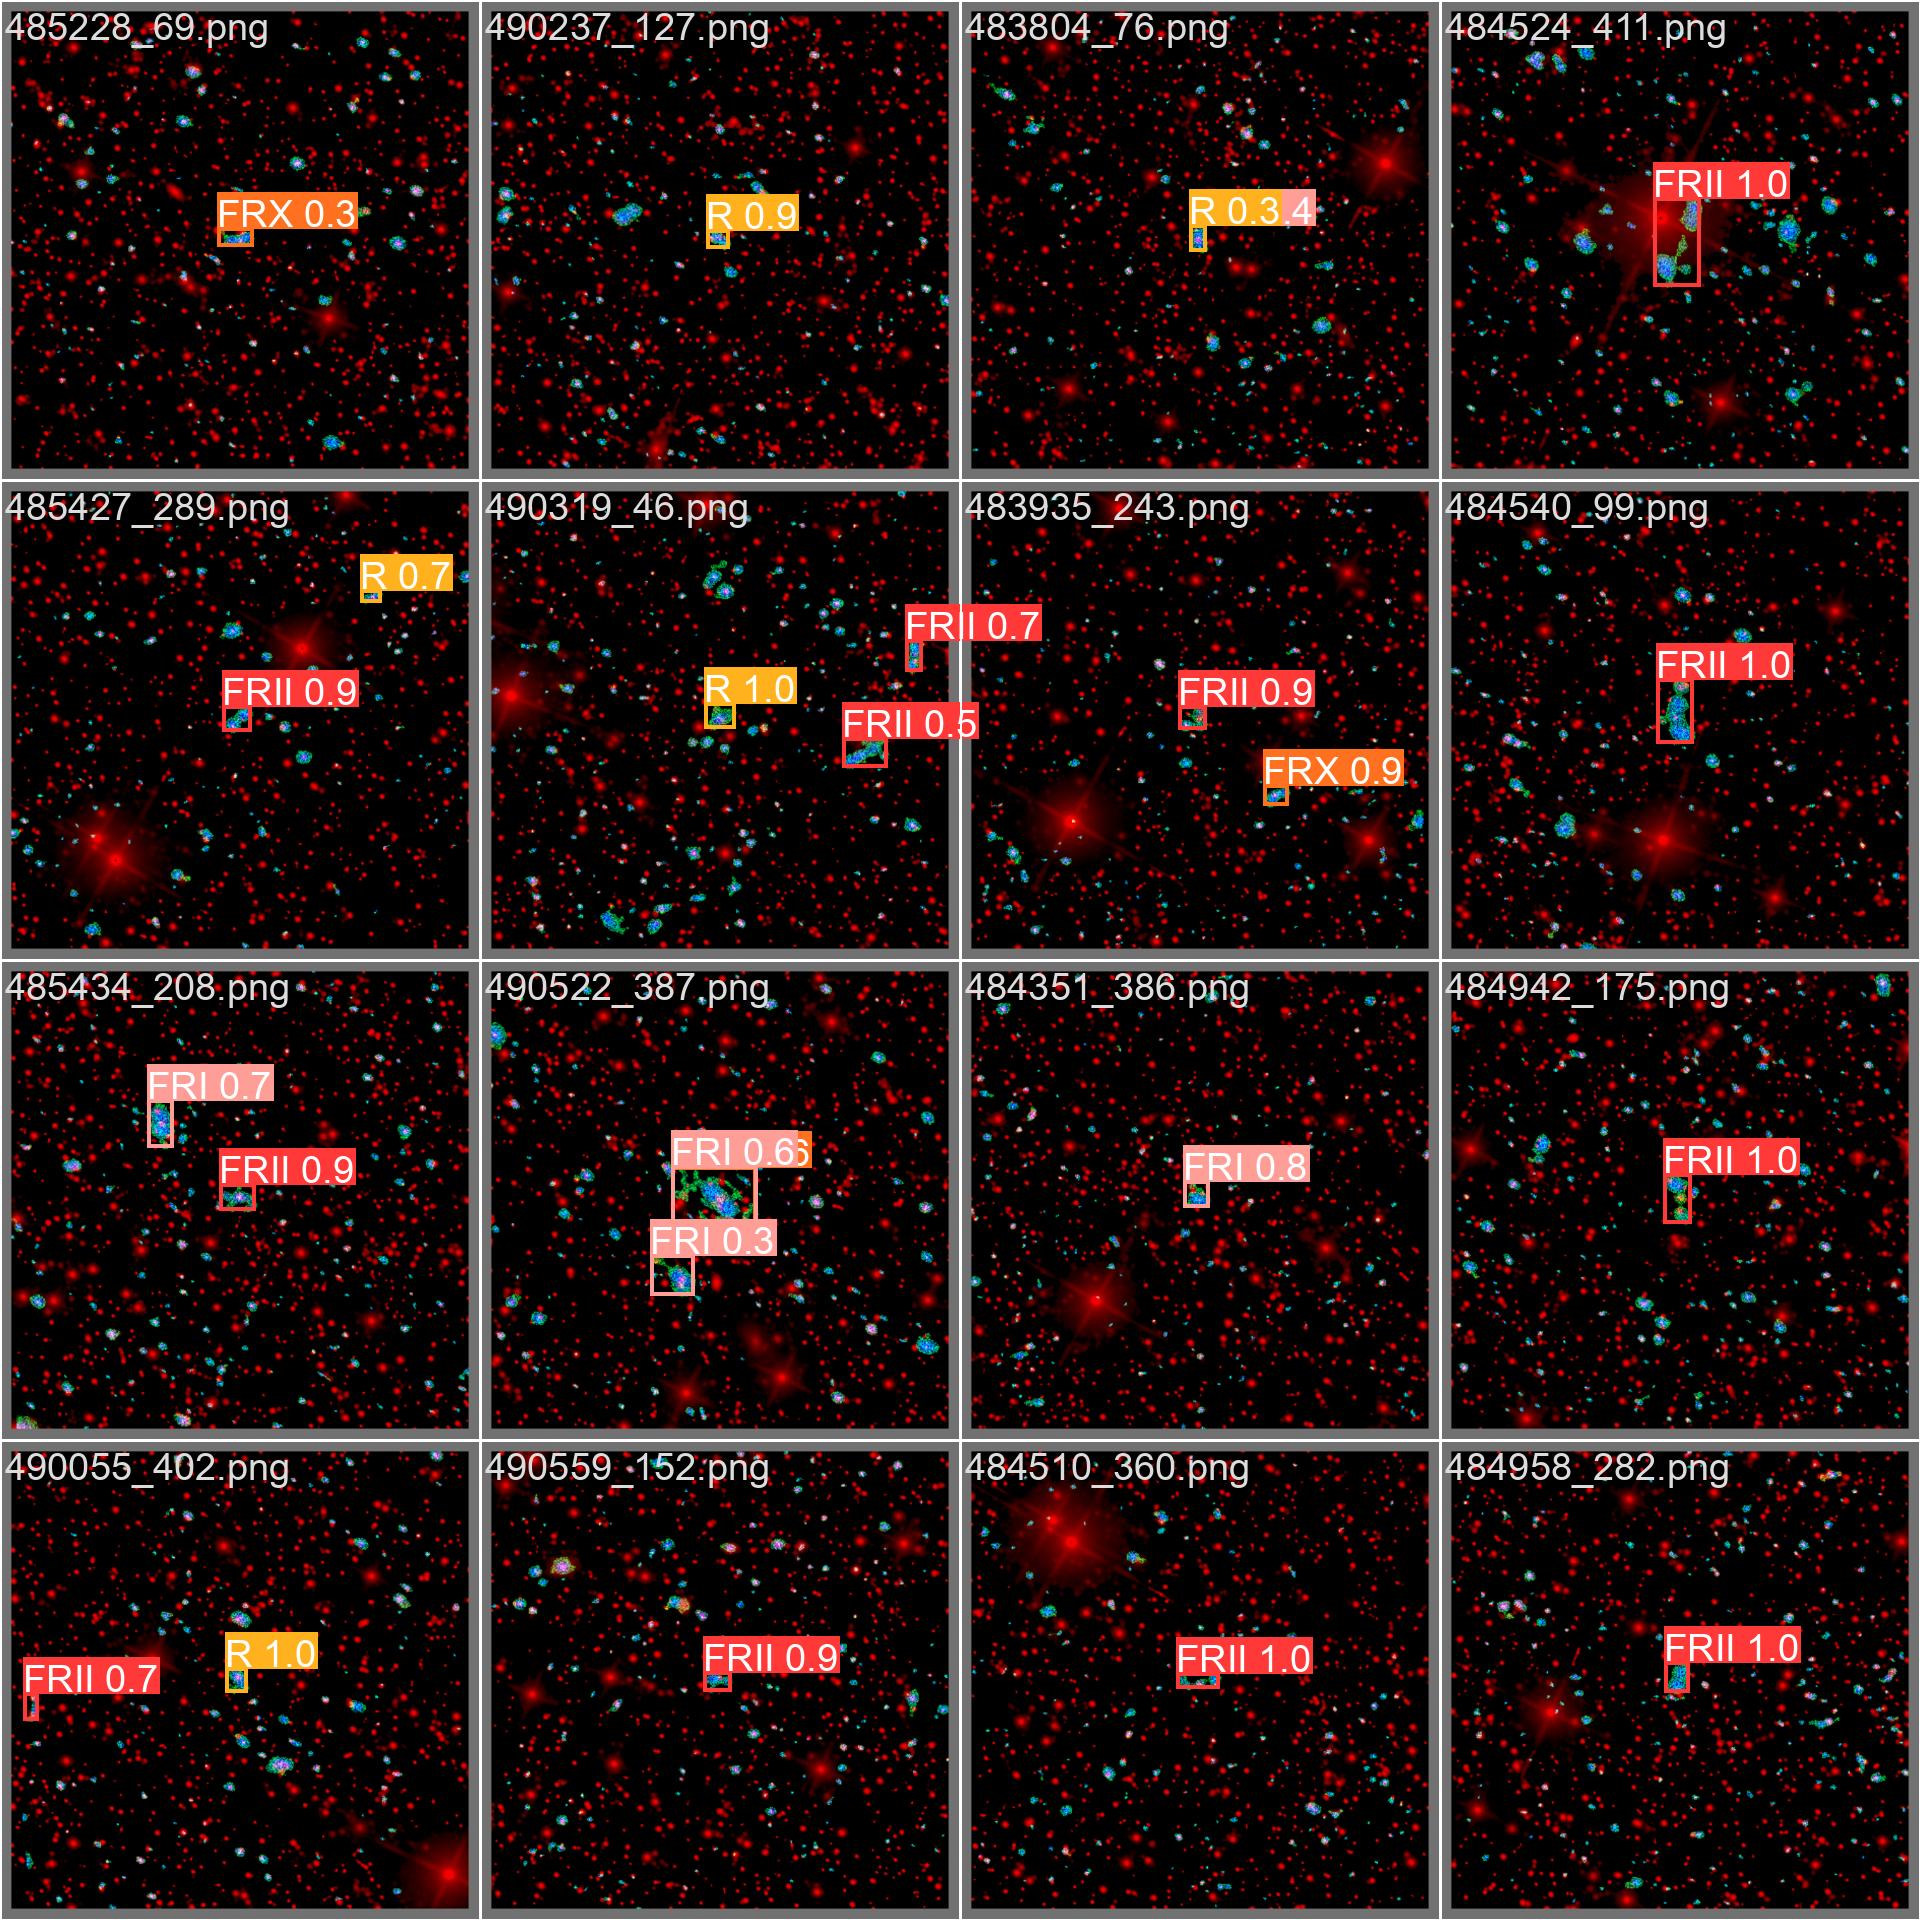 485228_69.png
FRX 0.3
490237_127.png
R 0.9
483804_76.png
R 0.3
.4
484524_411.png
FRII 1.0
485427_289.png
R 0.7
FRII 0.9
490319_46.png
FRII 0.7
R 1.0
FRII 0.5
483935_243.png
FRII 0.9
FRX 0.9
484540_99.png
FRII 1.0
485434_208.png
FRI 0.7
FRII 0.9
490522_387.png
FRI 0.6
6
FRI 0.3
484351_386.png
FRI 0.8
484942_175.png
FRII 1.0
490055_402.png
R 1.0
FRII 0.7
490559_152.png
FRII 0.9
484510_360.png
FRII 1.0
484958_282.png
FRII 1.0